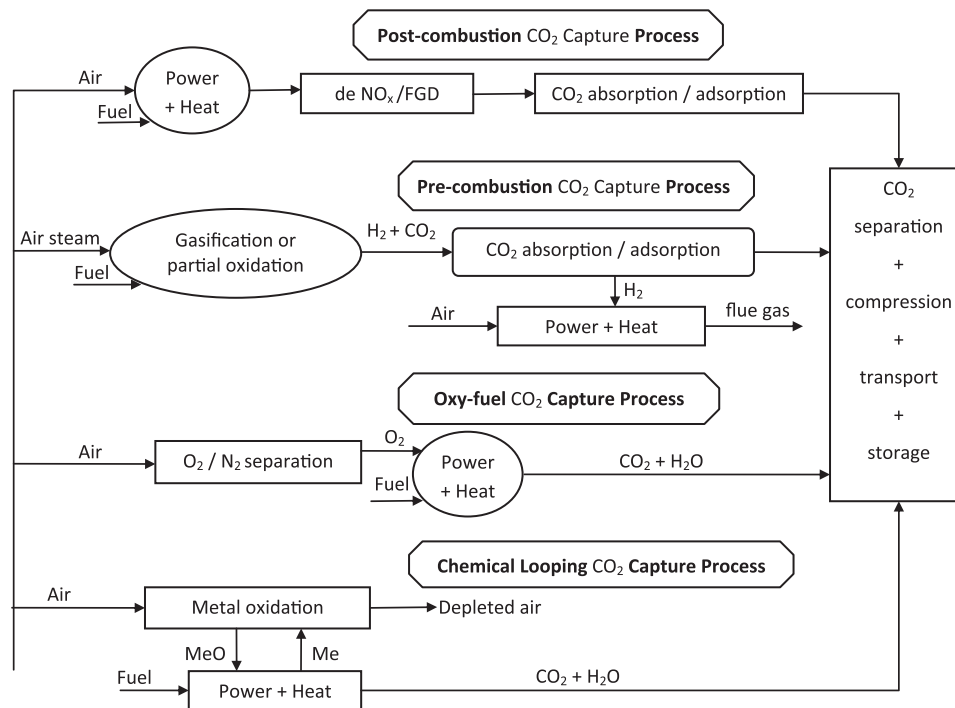 Post-combustion CO₂ Capture Process
Air
Fuel
Power
+ Heat
de NOₓ/FGD
CO₂ absorption / adsorption
Pre-combustion CO₂ Capture Process
Air steam
Fuel
Gasification or
partial oxidation
H₂ + CO₂
CO₂ absorption / adsorption
H₂
Air
Power + Heat
flue gas
Oxy-fuel CO₂ Capture Process
Air
O₂ / N₂ separation
O₂
Fuel
Power
+ Heat
CO₂ + H₂O
Chemical Looping CO₂ Capture Process
Air
Metal oxidation
Depleted air
MeO
Me
Fuel
Power + Heat
CO₂ + H₂O
CO₂
separation
+
compression
+
transport
+
storage